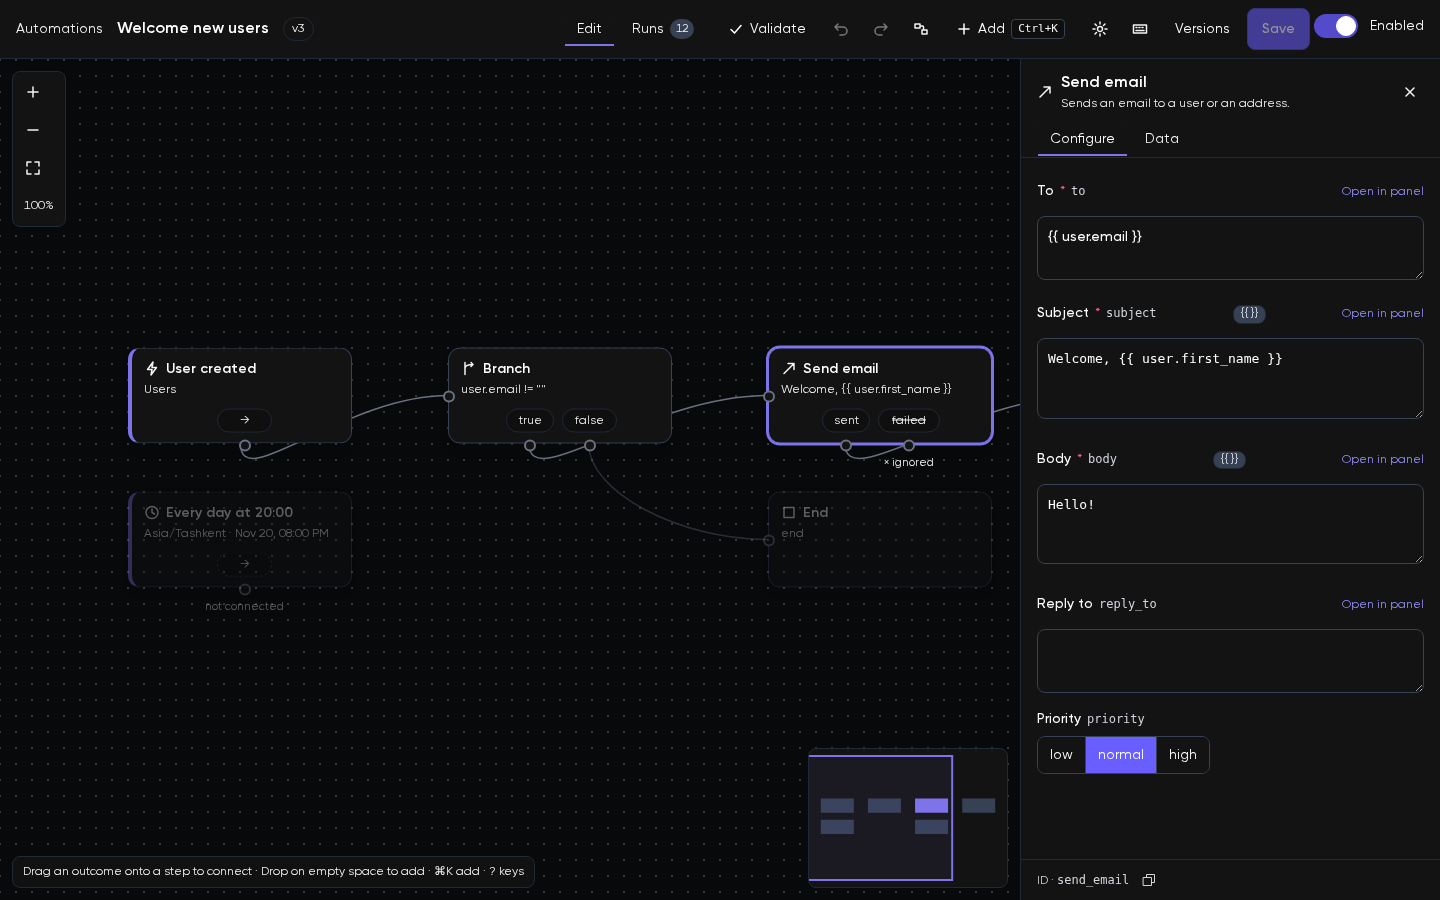 Automations Welcome new users v3 Edit Runs 12 Validate Add Ctrl+K Versions Save Enabled
100%
User created
Users
→
Branch
user.email != ""
true false
Send email
Welcome, {{ user.first_name }}
sent failed
× ignored
Every day at 20:00
Asia/Tashkent · Nov 20, 08:00 PM
→
not connected
End
end
Drag an outcome onto a step to connect · Drop on empty space to add · ⌘K add · ? keys
Send email
Sends an email to a user or an address.
Configure Data
To * to Open in panel
{{ user.email }}
Subject * subject {{ }} Open in panel
Welcome, {{ user.first_name }}
Body * body {{ }} Open in panel
Hello!
Reply to reply_to Open in panel
Priority priority
low normal high
ID · send_email